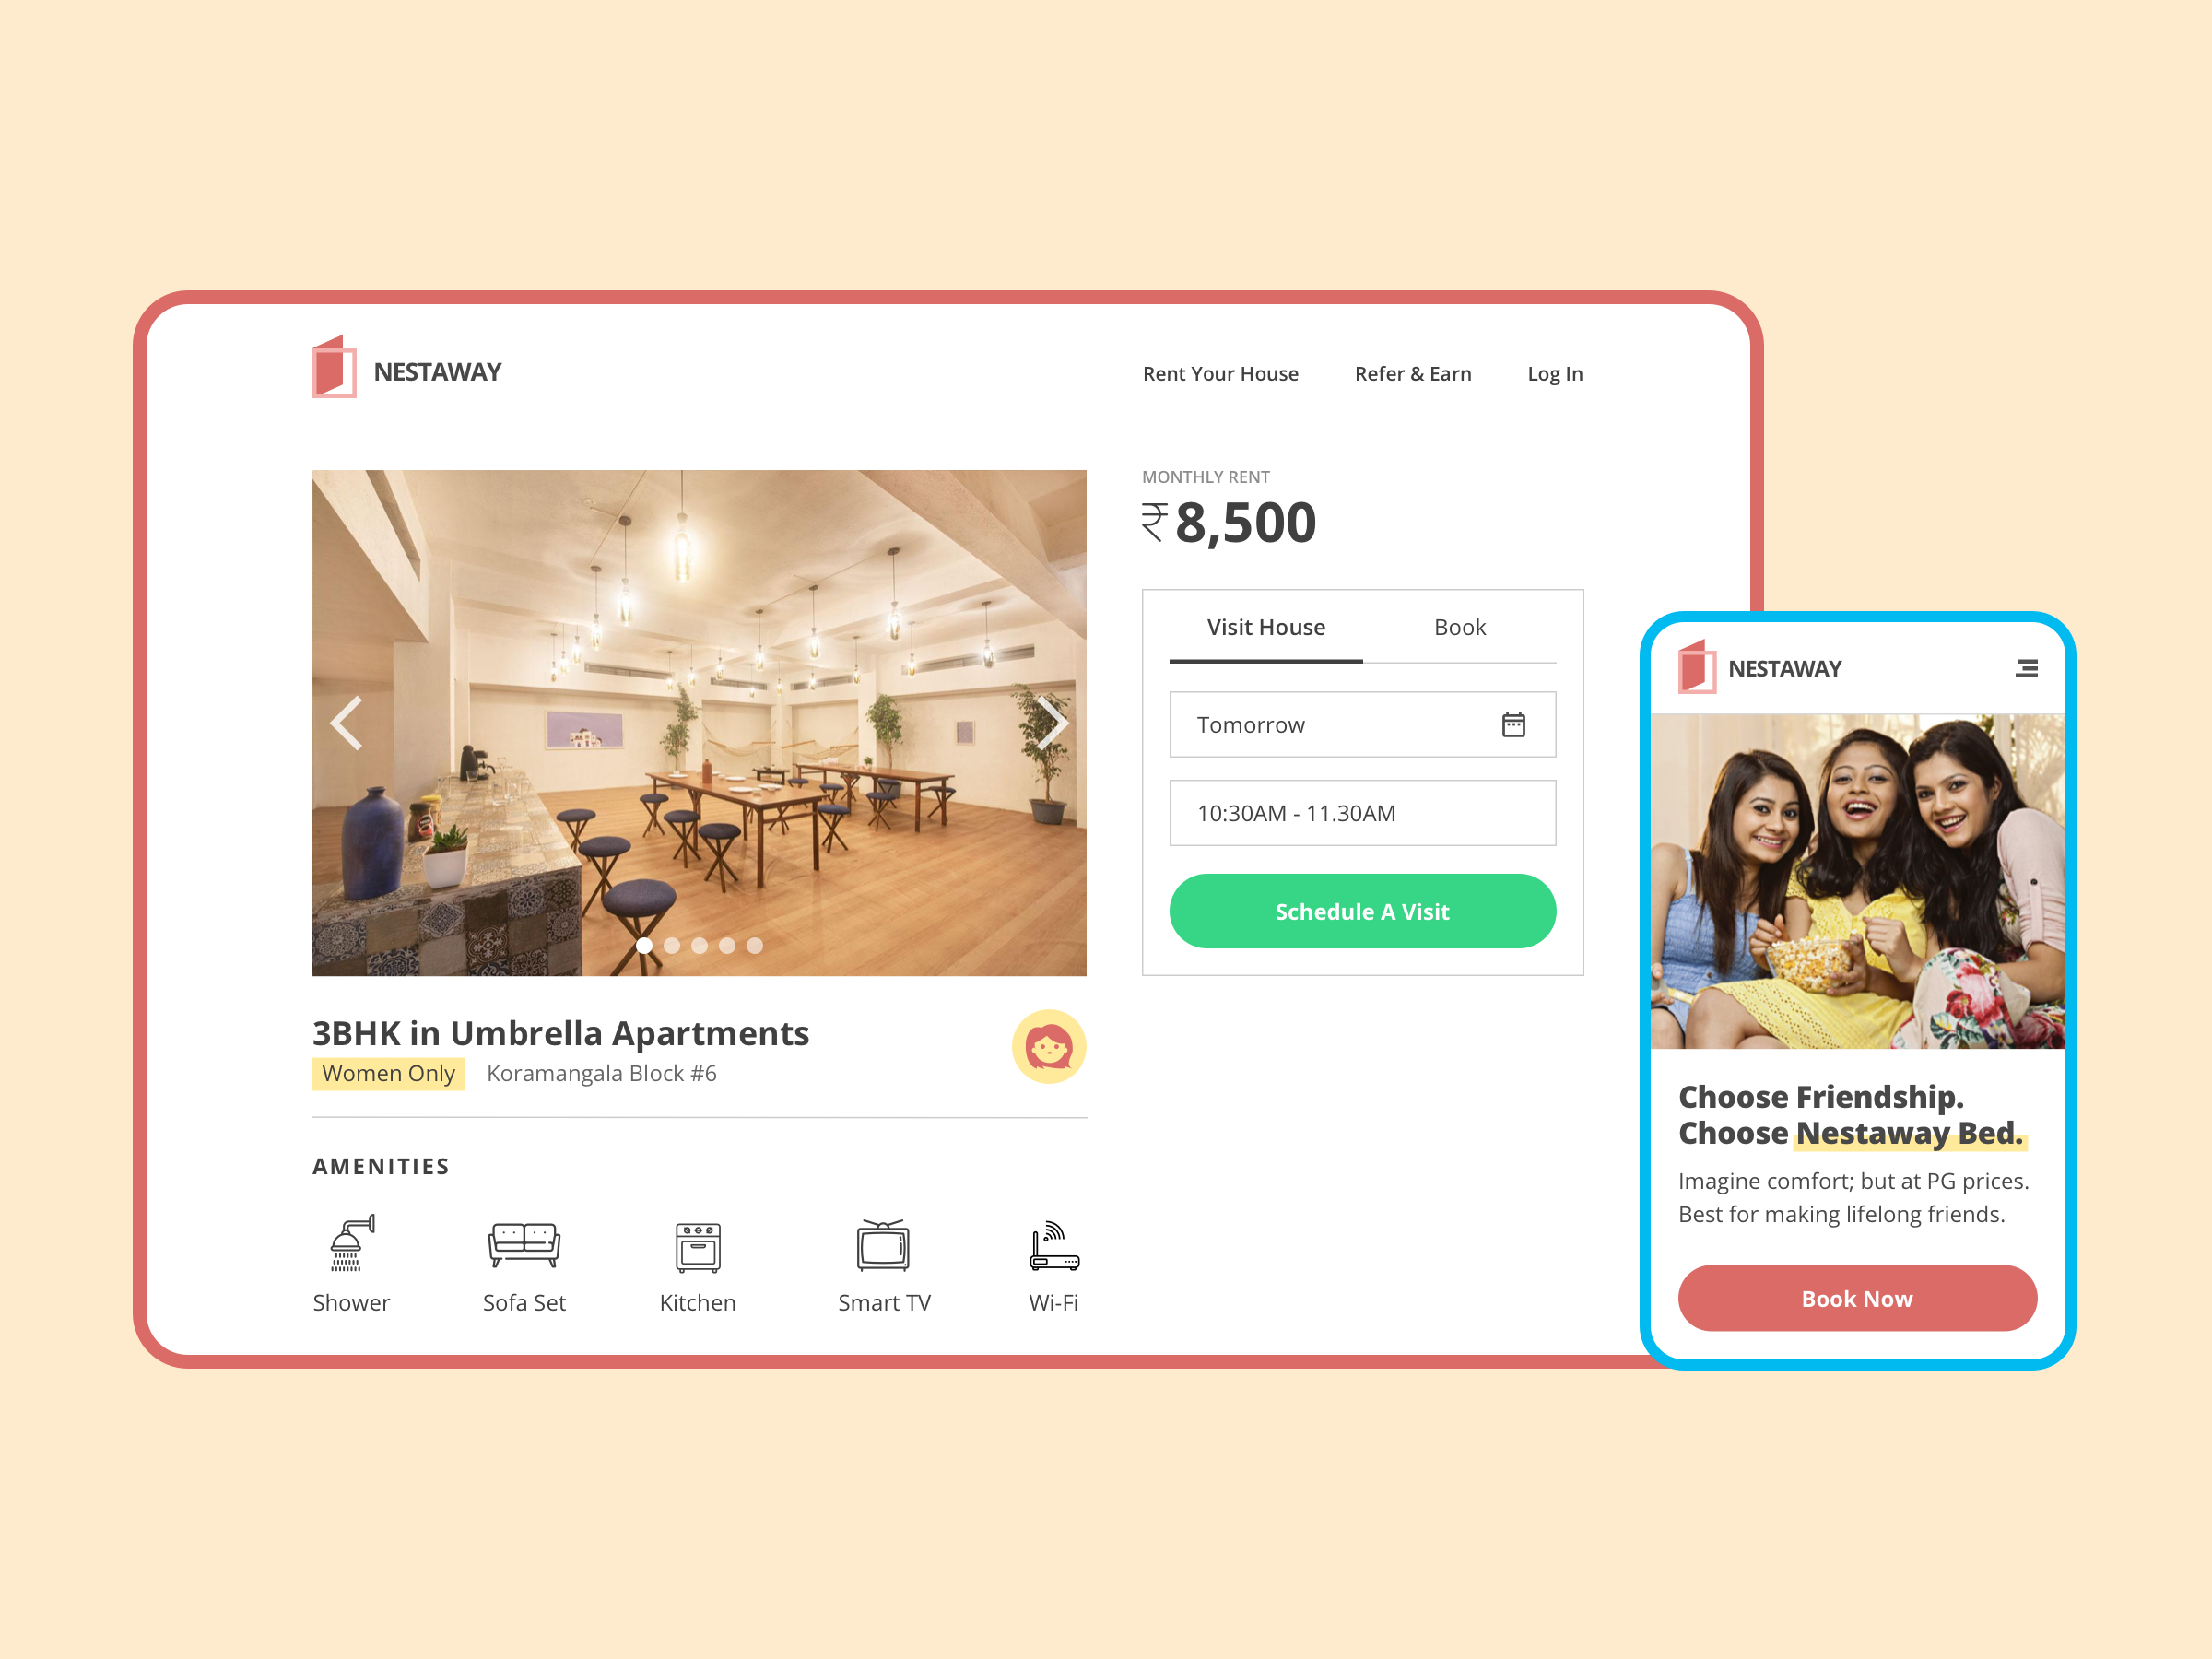 NESTAWAY
Rent Your House
Refer & Earn
Log In
MONTHLY RENT
₹8,500
Visit House
Book
Tomorrow
10:30AM - 11.30AM
Schedule A Visit
3BHK in Umbrella Apartments
Women Only
Koramangala Block #6
AMENITIES
Shower
Sofa Set
Kitchen
Smart TV
Wi-Fi
NESTAWAY
Choose Friendship.
Choose Nestaway Bed.
Imagine comfort; but at PG prices.
Best for making lifelong friends.
Book Now